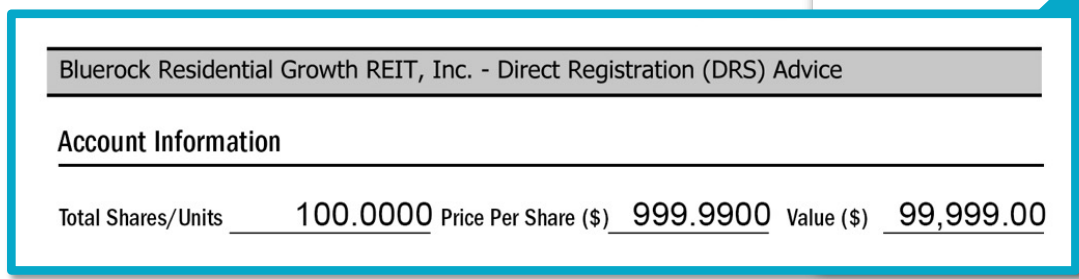 Bluerock Residential Growth REIT, Inc. - Direct Registration (DRS) Advice
Account Information
Total Shares/Units 100.0000 Price Per Share ($) 999.9900 Value ($) 99,999.00